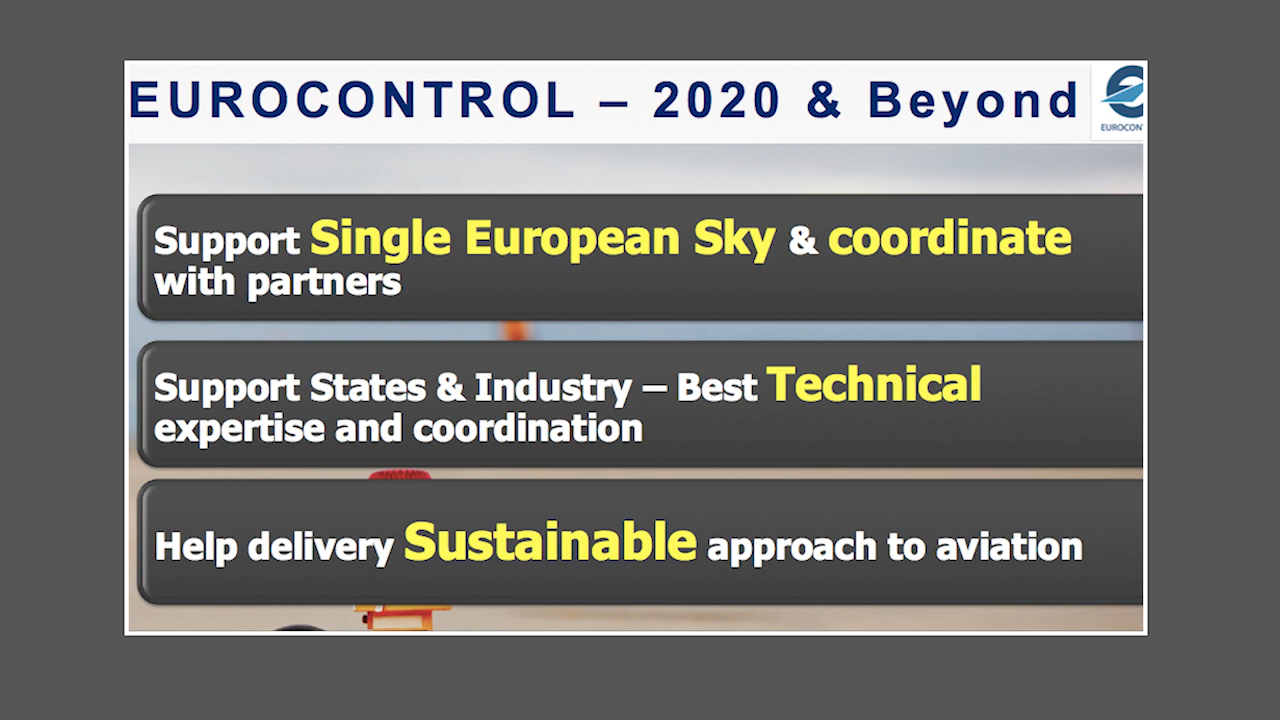 EUROCONTROL – 2020 & Beyond
EUROCON
Support Single European Sky & coordinate
with partners
Support States & Industry – Best Technical
expertise and coordination
Help delivery Sustainable approach to aviation